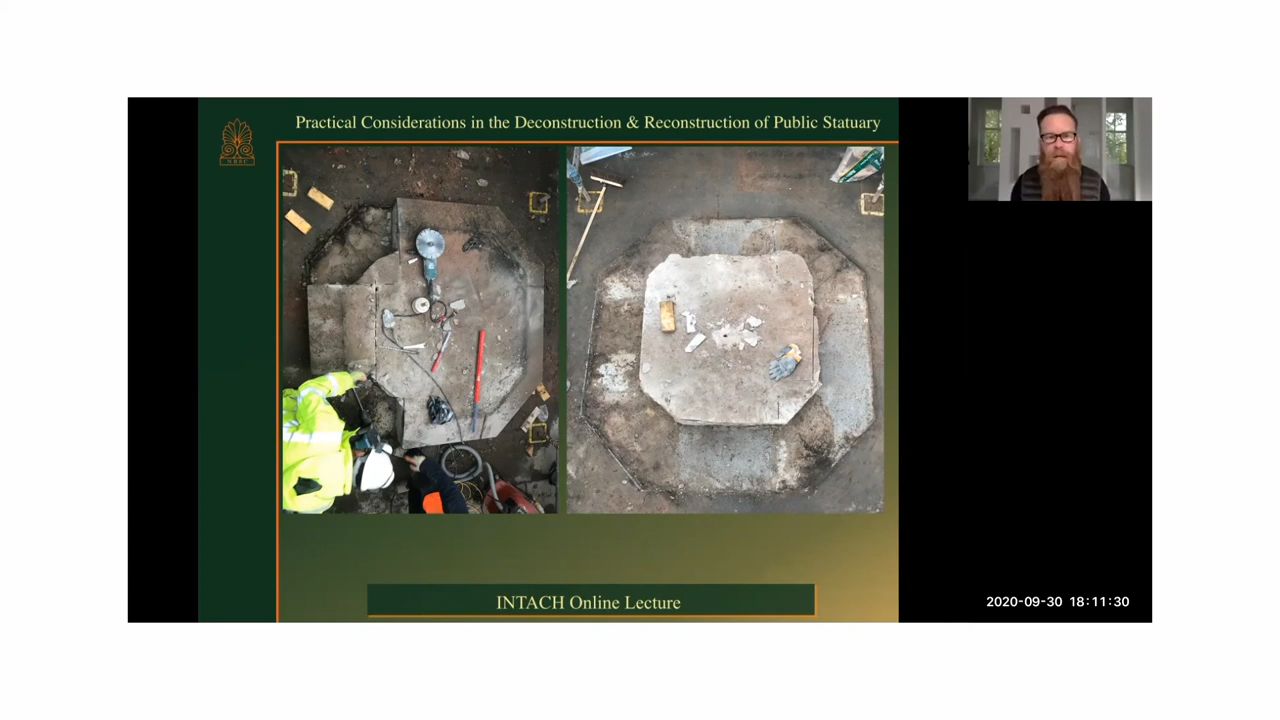 Practical Considerations in the Deconstruction & Reconstruction of Public Statuary
INTACH Online Lecture
2020-09-30 18:11:30